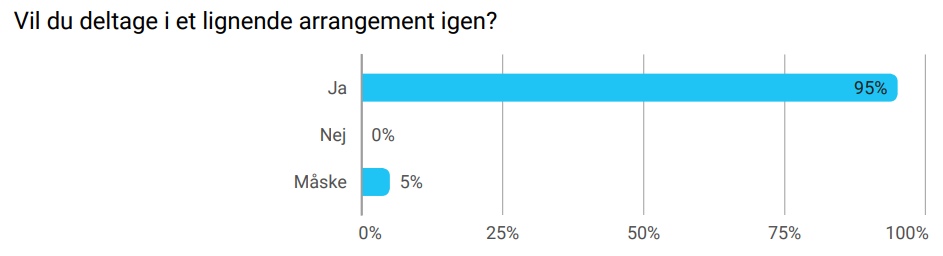 Vil du deltage i et lignende arrangement igen?
Ja 95%
Nej 0%
Måske 5%
0% 25% 50% 75% 100%